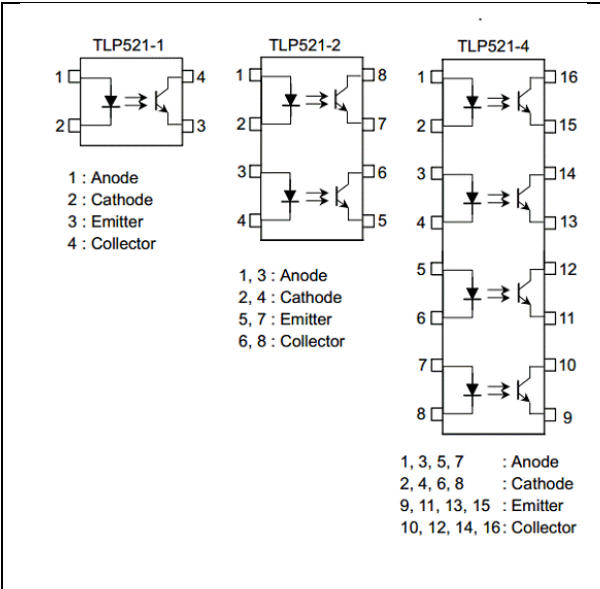 TLP521-1
1
4
2
3
1 : Anode
2 : Cathode
3 : Emitter
4 : Collector
TLP521-2
1
8
2
7
3
6
4
5
1, 3 : Anode
2, 4 : Cathode
5, 7 : Emitter
6, 8 : Collector
TLP521-4
1
16
2
15
3
14
4
13
5
12
6
11
7
10
8
9
1, 3, 5, 7 : Anode
2, 4, 6, 8 : Cathode
9, 11, 13, 15 : Emitter
10, 12, 14, 16 : Collector